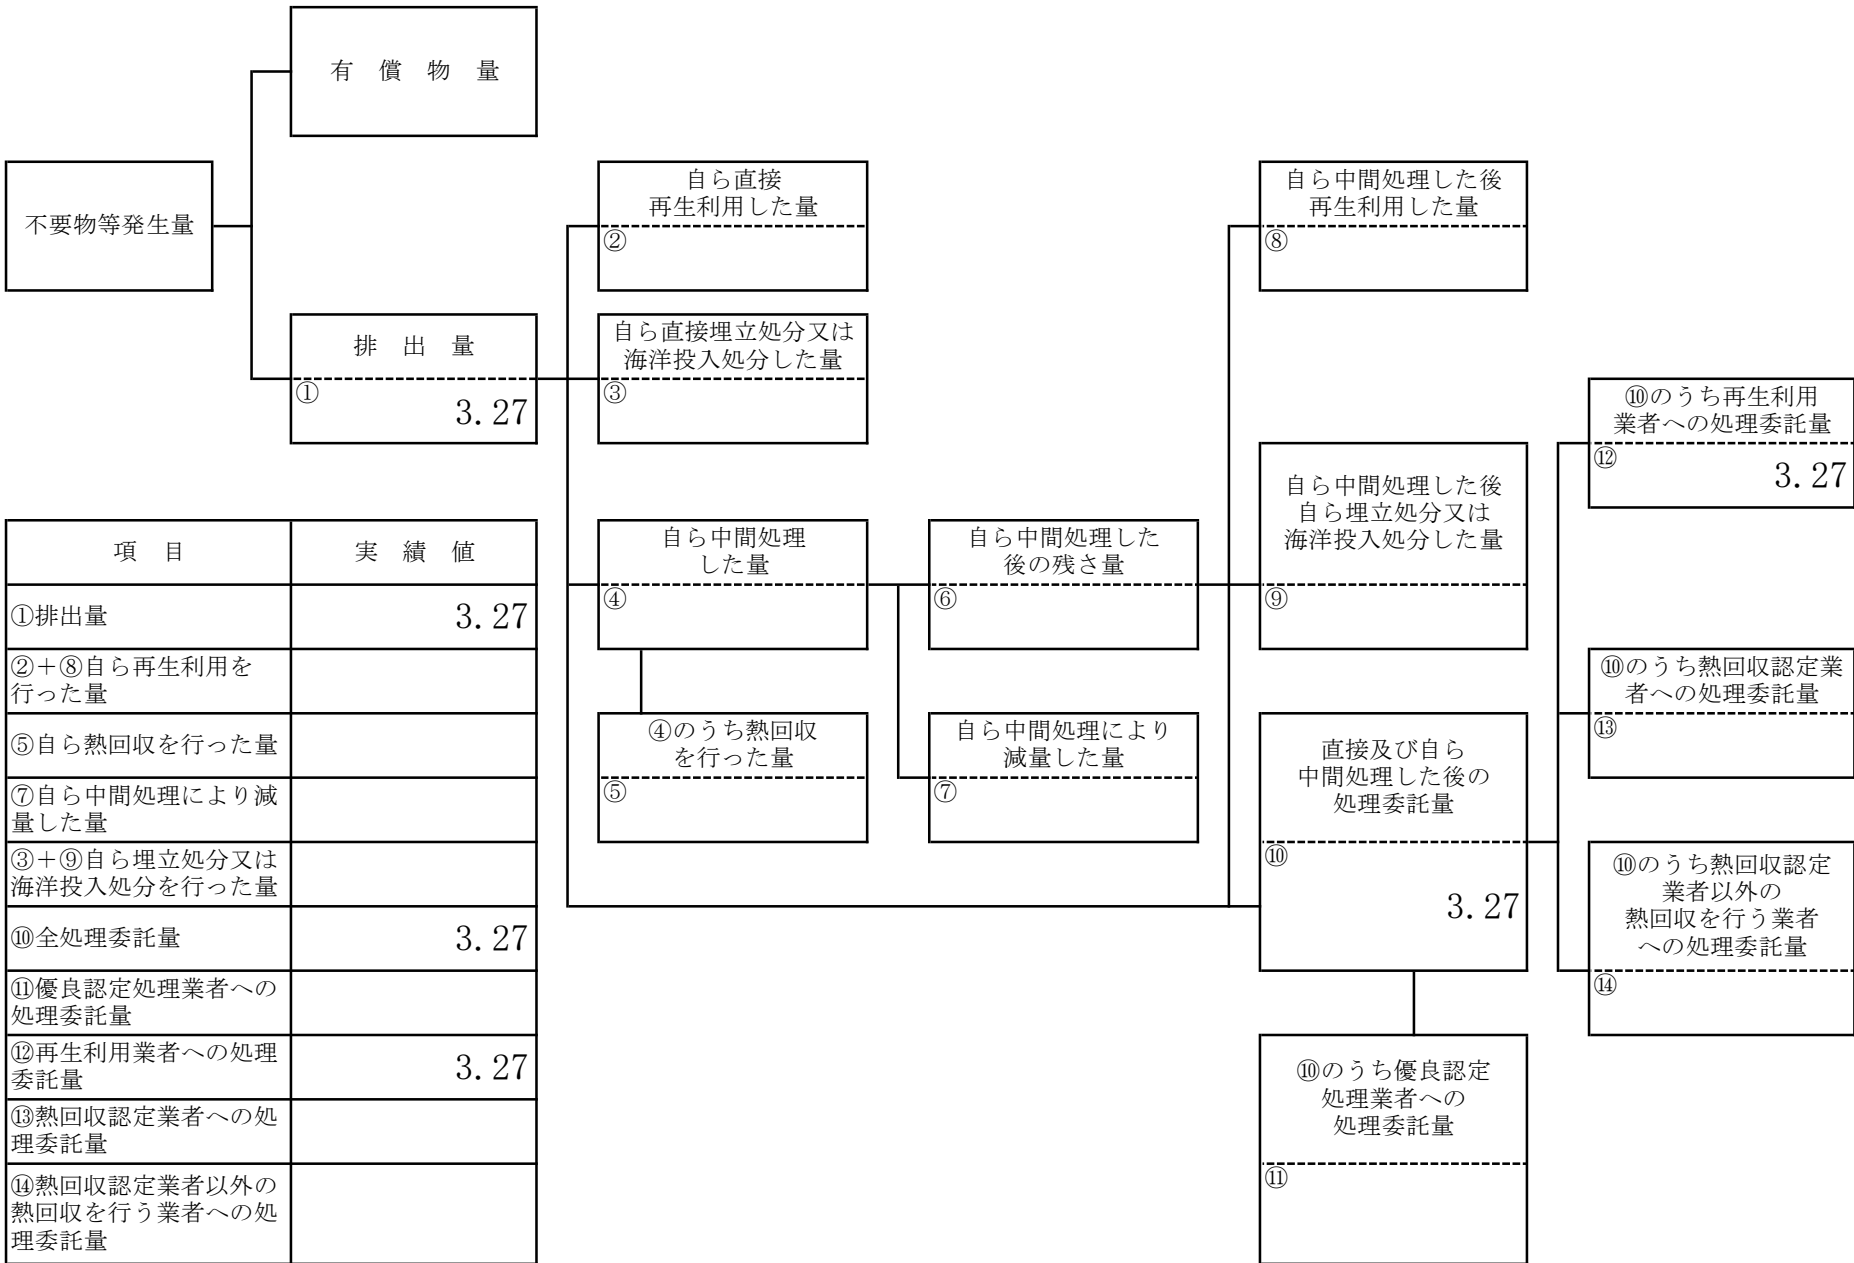 有　償　物　量
不要物等発生量
排　出　量
①
3.27
自ら直接
再生利用した量
②
自ら直接埋立処分又は
海洋投入処分した量
③
自ら中間処理
した量
④
④のうち熱回収
を行った量
⑤
自ら中間処理した
後の残さ量
⑥
自ら中間処理により
減量した量
⑦
自ら中間処理した後
再生利用した量
⑧
自ら中間処理した後
自ら埋立処分又は
海洋投入処分した量
⑨
直接及び自ら
中間処理した後の
処理委託量
⑩
3.27
⑩のうち優良認定
処理業者への
処理委託量
⑪
⑩のうち再生利用
業者への処理委託量
⑫
3.27
⑩のうち熱回収認定業
者への処理委託量
⑬
⑩のうち熱回収認定
業者以外の
熱回収を行う業者
への処理委託量
⑭
項　目　実　績　値
①排出量 3.27
②＋⑧自ら再生利用を
行った量
⑤自ら熱回収を行った量
⑦自ら中間処理により減
量した量
③＋⑨自ら埋立処分又は
海洋投入処分を行った量
⑩全処理委託量 3.27
⑪優良認定処理業者への
処理委託量
⑫再生利用業者への処理
委託量 3.27
⑬熱回収認定業者への処
理委託量
⑭熱回収認定業者以外の
熱回収を行う業者への処
理委託量